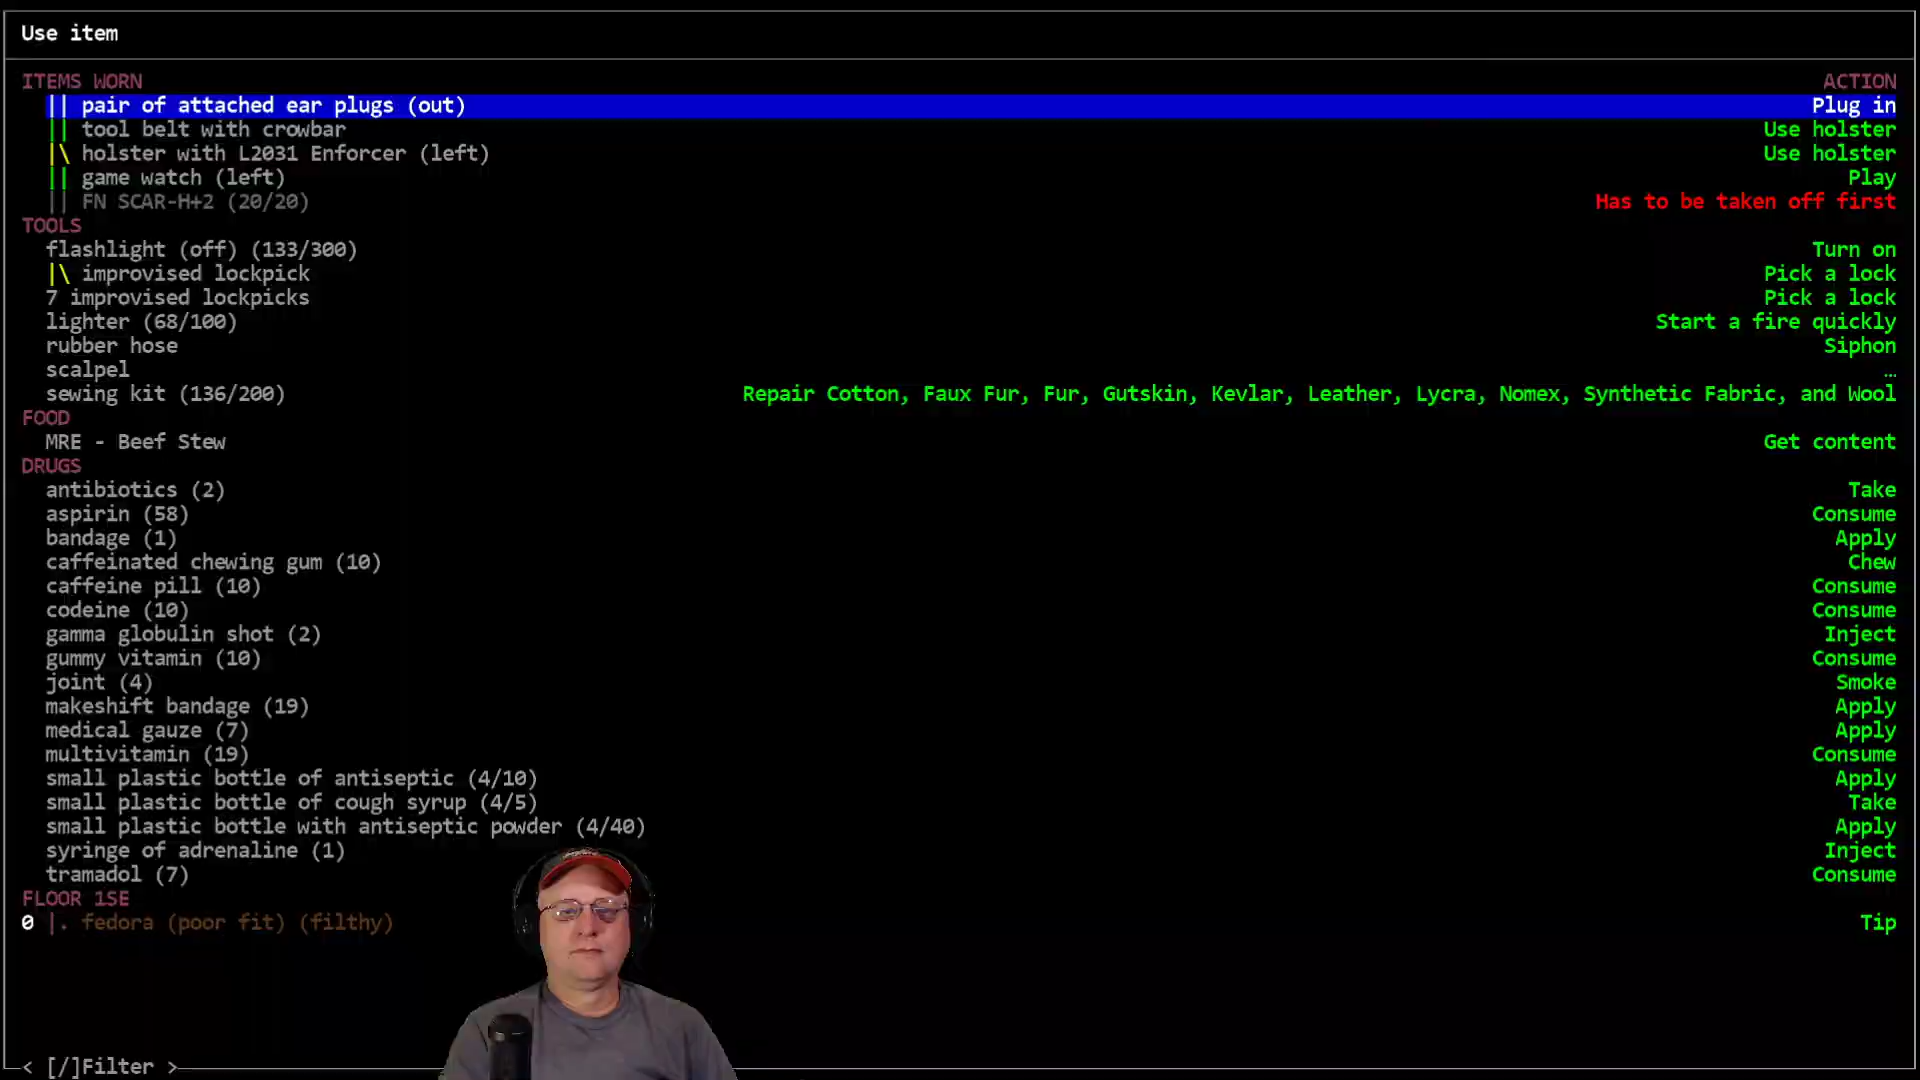 Use item
ITEMS WORN ACTION
|| pair of attached ear plugs (out) Plug in
|| tool belt with crowbar Use holster
|\ holster with L2031 Enforcer (left) Use holster
|| game watch (left) Play
|| FN SCAR-H+2 (20/20) Has to be taken off first
TOOLS
flashlight (off) (133/300) Turn on
|\ improvised lockpick Pick a lock
7 improvised lockpicks Pick a lock
lighter (68/100) Start a fire quickly
rubber hose Siphon
scalpel …
sewing kit (136/200) Repair Cotton, Faux Fur, Fur, Gutskin, Kevlar, Leather, Lycra, Nomex, Synthetic Fabric, and Wool
FOOD
MRE - Beef Stew Get content
DRUGS
antibiotics (2) Take
aspirin (58) Consume
bandage (1) Apply
caffeinated chewing gum (10) Chew
caffeine pill (10) Consume
codeine (10) Consume
gamma globulin shot (2) Inject
gummy vitamin (10) Consume
joint (4) Smoke
makeshift bandage (19) Apply
medical gauze (7) Apply
multivitamin (19) Consume
small plastic bottle of antiseptic (4/10) Apply
small plastic bottle of cough syrup (4/5) Take
small plastic bottle with antiseptic powder (4/40) Apply
syringe of adrenaline (1) Inject
tramadol (7) Consume
FLOOR 1SE
0 |. fedora (poor fit) (filthy) Tip
< [/]Filter >